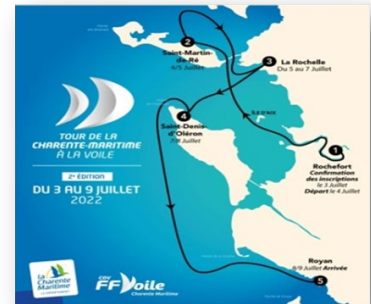 2
Saint-Martin-
de-Ré
4/5 Juillet
3
La Rochelle
Du 5 au 7 Juillet
4
Saint-Denis
d'Oléron
7/8 Juillet
ÎLE D'AIX
1
Rochefort
Confirmation
des inscriptions
le 3 Juillet
Départ le 4 Juillet
TOUR DE LA
CHARENTE-MARITIME
À LA VOILE
2e ÉDITION
DU 3 AU 9 JUILLET
2022
Royan
8/9 Juillet Arrivée
5
la Charente
Maritime
CDV
FFVoile
Charente Maritime